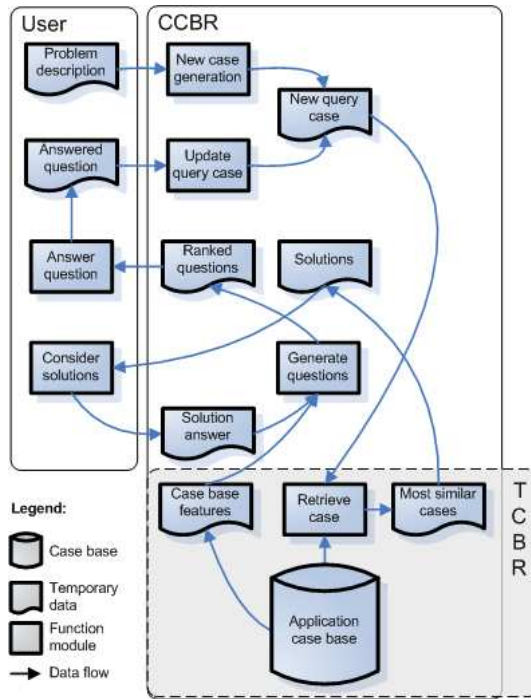 User
CCBR
Problem
description
New case
generation
New query
case
Answered
question
Update
query case
Answer
question
Ranked
questions
Solutions
Consider
solutions
Generate
questions
Solution
answer
Case base
features
Retrieve
case
Most similar
cases
T
C
B
R
Application
case base
Legend:
Case base
Temporary
data
Function
module
Data flow